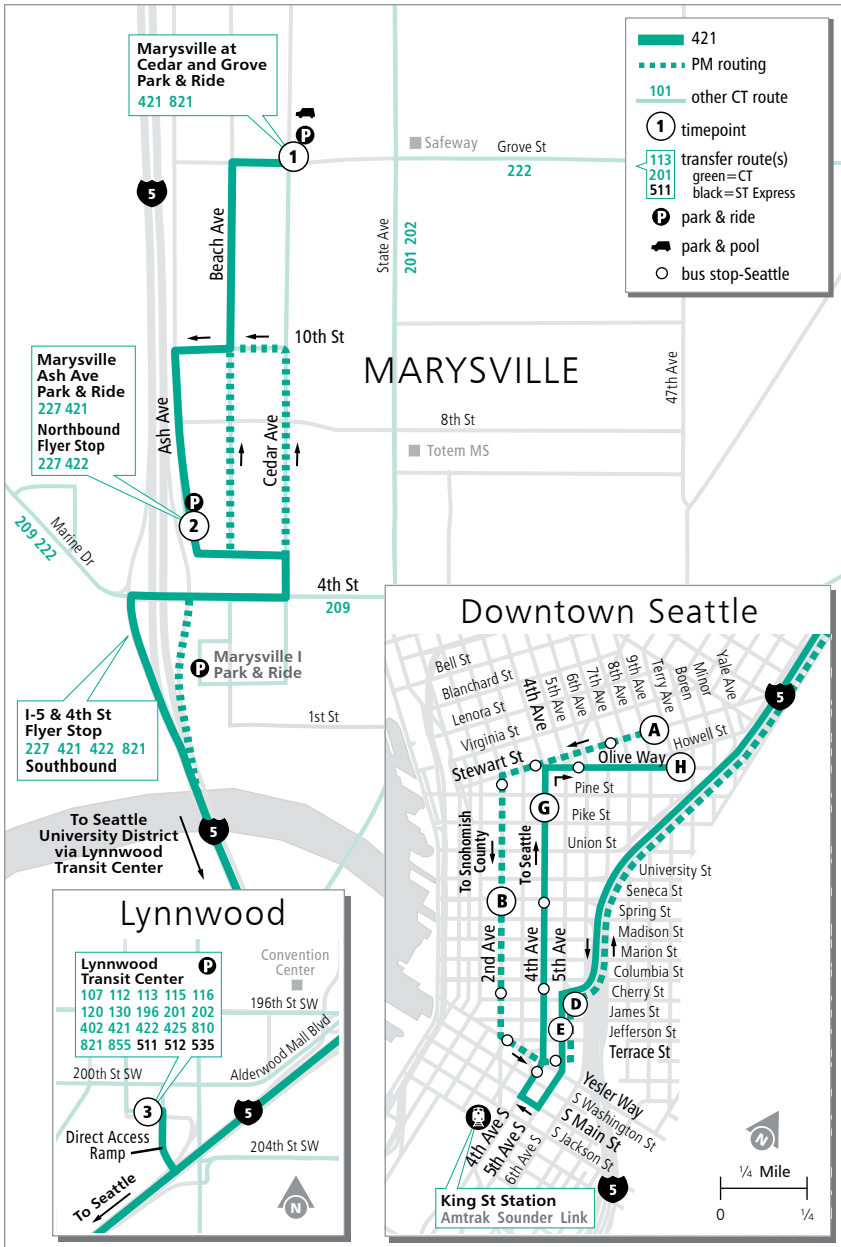 Marysville at
Cedar and Grove
Park & Ride
421 821
P
1
Safeway
Grove St
222
5
Beach Ave
State Ave
201 202
421
PM routing
101
other CT route
1
timepoint
113
201
511
transfer route(s)
green=CT
black=ST Express
P
park & ride
park & pool
bus stop-Seattle
10th St
MARYSVILLE
47th Ave
Marysville
Ash Ave
Park & Ride
227 421
Northbound
Flyer Stop
227 422
Ash Ave
Cedar Ave
8th St
Totem MS
P
2
Marine Dr
209 222
4th St
209
P
Marysville I
Park & Ride
1st St
I-5 & 4th St
Flyer Stop
227 421 422 821
Southbound
To Seattle
University District
via Lynnwood
Transit Center
5
Lynnwood
Lynnwood
Transit Center
P
107 112 113 115 116
120 130 196 201 202
402 421 422 425 810
821 855 511 512 535
Convention
Center
196th St SW
Alderwood Mall Blvd
200th St SW
3
5
Direct Access
Ramp
204th St SW
To Seattle
N
Downtown Seattle
Bell St
Blanchard St
Lenora St
Virginia St
Stewart St
4th Ave
5th Ave
6th Ave
7th Ave
8th Ave
9th Ave
Terry Ave
Boren
Minor
Yale Ave
5
A
Howell St
Olive Way
H
G
Pine St
Pike St
Union St
To Snohomish
County
To Seattle
B
2nd Ave
4th Ave
5th Ave
University St
Seneca St
Spring St
Madison St
Marion St
Columbia St
Cherry St
James St
Jefferson St
Terrace St
D
E
Yesler Way
S Washington St
S Main St
S Jackson St
4th Ave S
5th Ave S
6th Ave S
5
King St Station
Amtrak Sounder Link
N
¼ Mile
0
¼